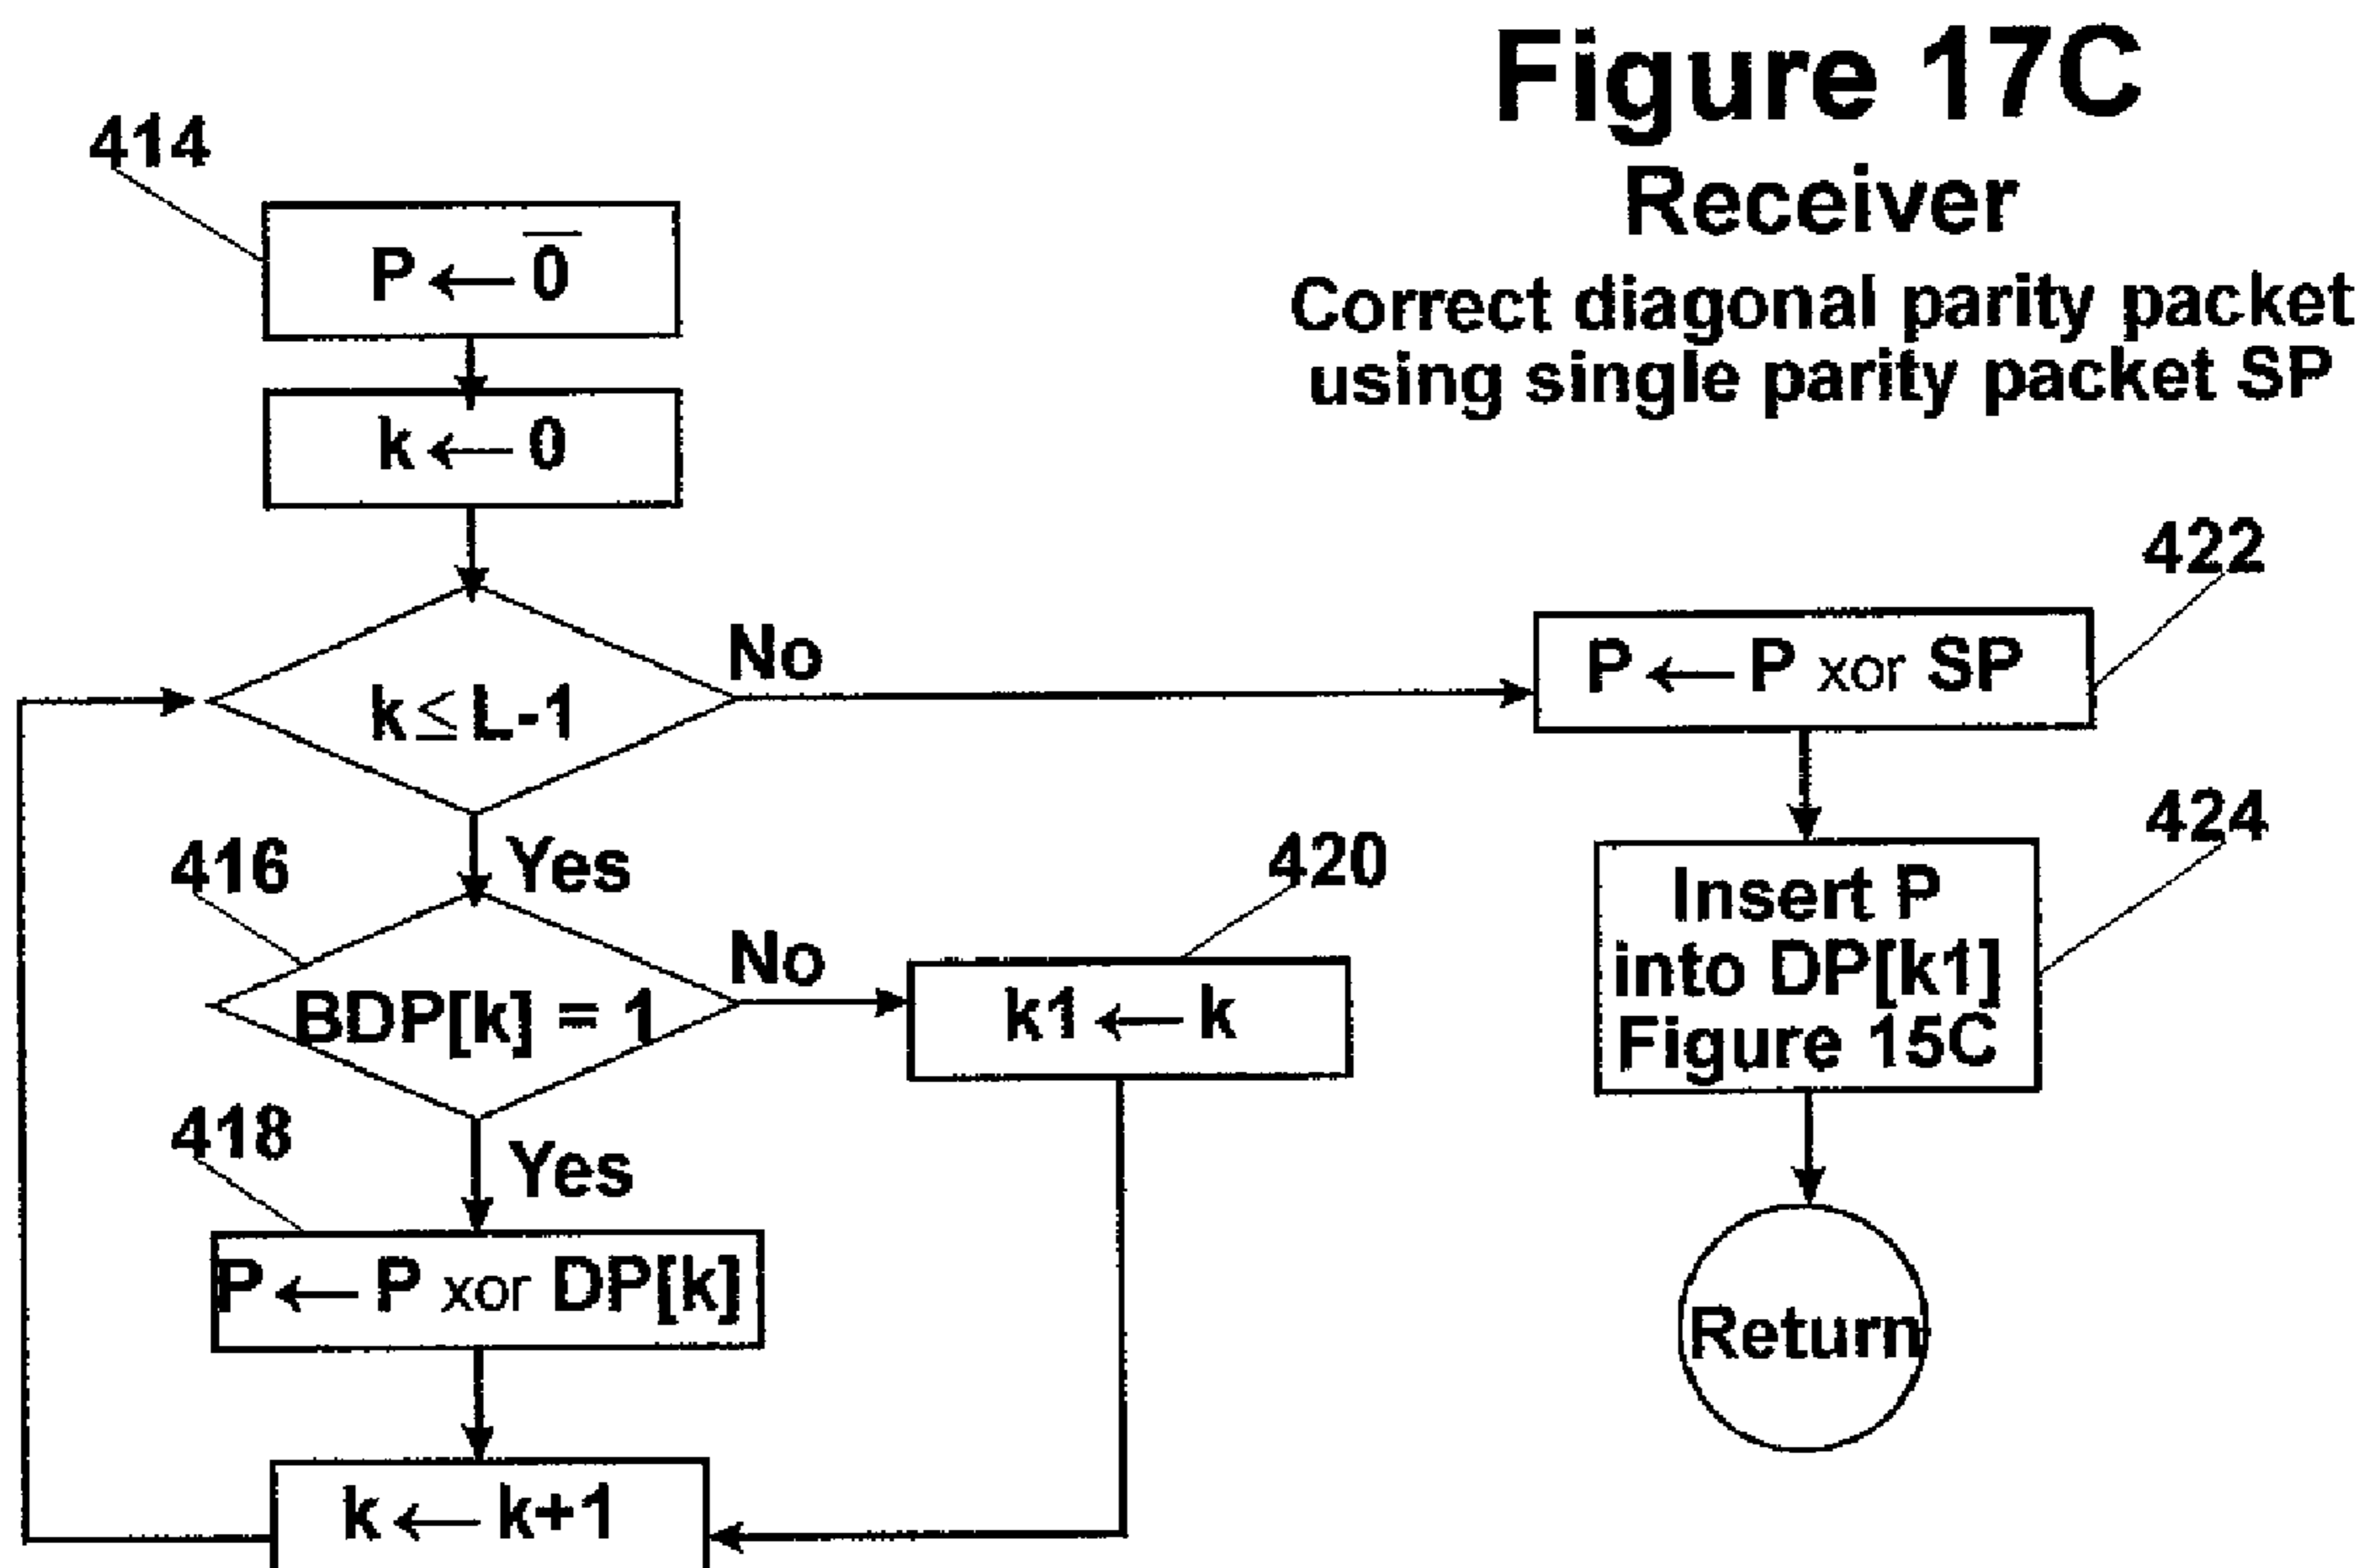 Figure 17C
Receiver
Correct diagonal parity packet
using single parity packet SP
414
P ← 0̅
k ← 0
k ≤ L-1
No
Yes
422
P ← P xor SP
416
BDP[k] = 1
No
Yes
420
k1 ← k
424
Insert P
into DP[k1]
Figure 15C
418
P ← P xor DP[k]
Return
k ← k+1